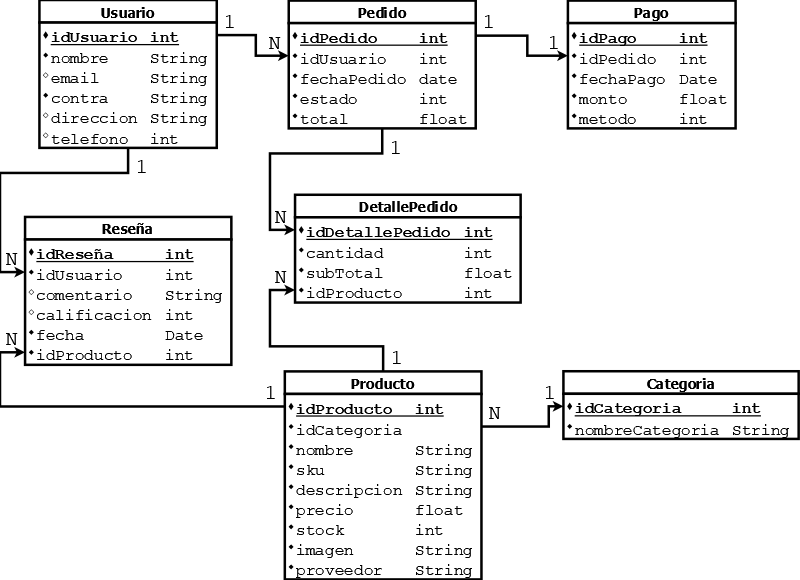 Usuario
idUsuario int
nombre String
email String
contra String
direccion String
telefono int
1
N
Pedido
idPedido int
idUsuario int
fechaPedido date
estado int
total float
1
1
Pago
idPago int
idPedido int
fechaPago Date
monto float
metodo int
1
N
Reseña
idReseña int
idUsuario int
comentario String
calificacion int
fecha Date
idProducto int
N
1
1
N
DetallePedido
idDetallePedido int
cantidad int
subTotal float
idProducto int
N
1
Producto
idProducto int
idCategoria
nombre String
sku String
descripcion String
precio float
stock int
imagen String
proveedor String
N
1
Categoria
idCategoria int
nombreCategoria String